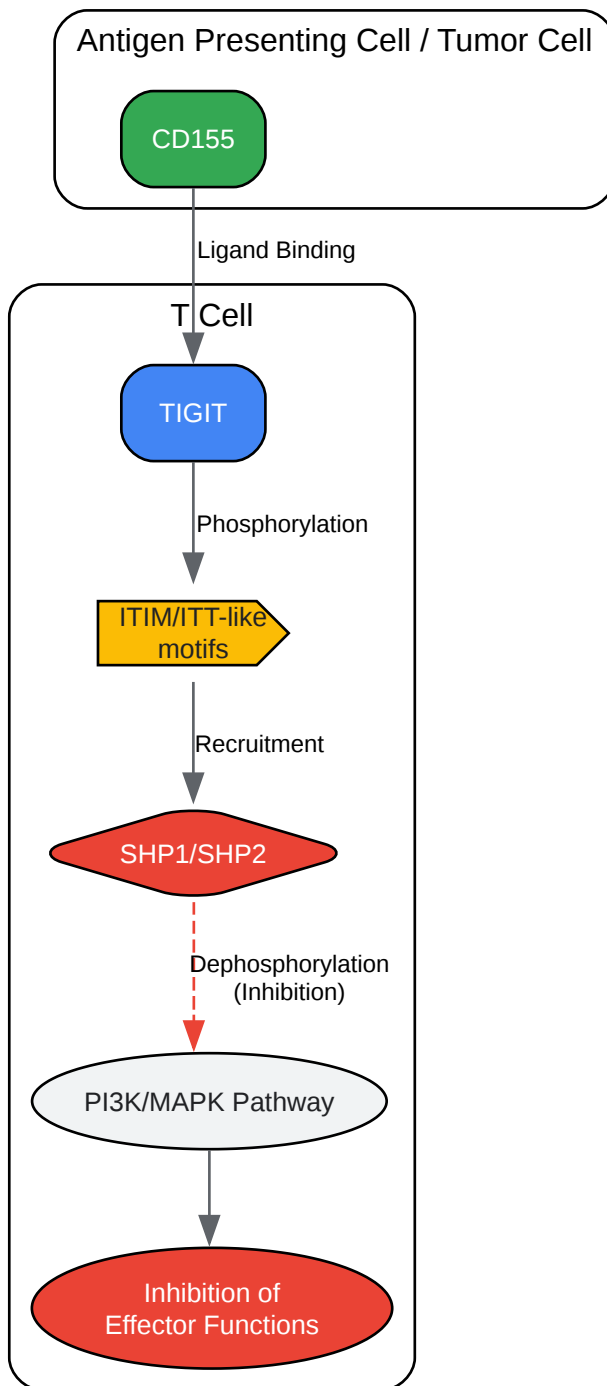 Antigen Presenting Cell / Tumor Cell
CD155
Ligand Binding
T Cell
TIGIT
Phosphorylation
ITIM/ITT-like
motifs
Recruitment
SHP1/SHP2
Dephosphorylation
(Inhibition)
PI3K/MAPK Pathway
Inhibition of
Effector Functions